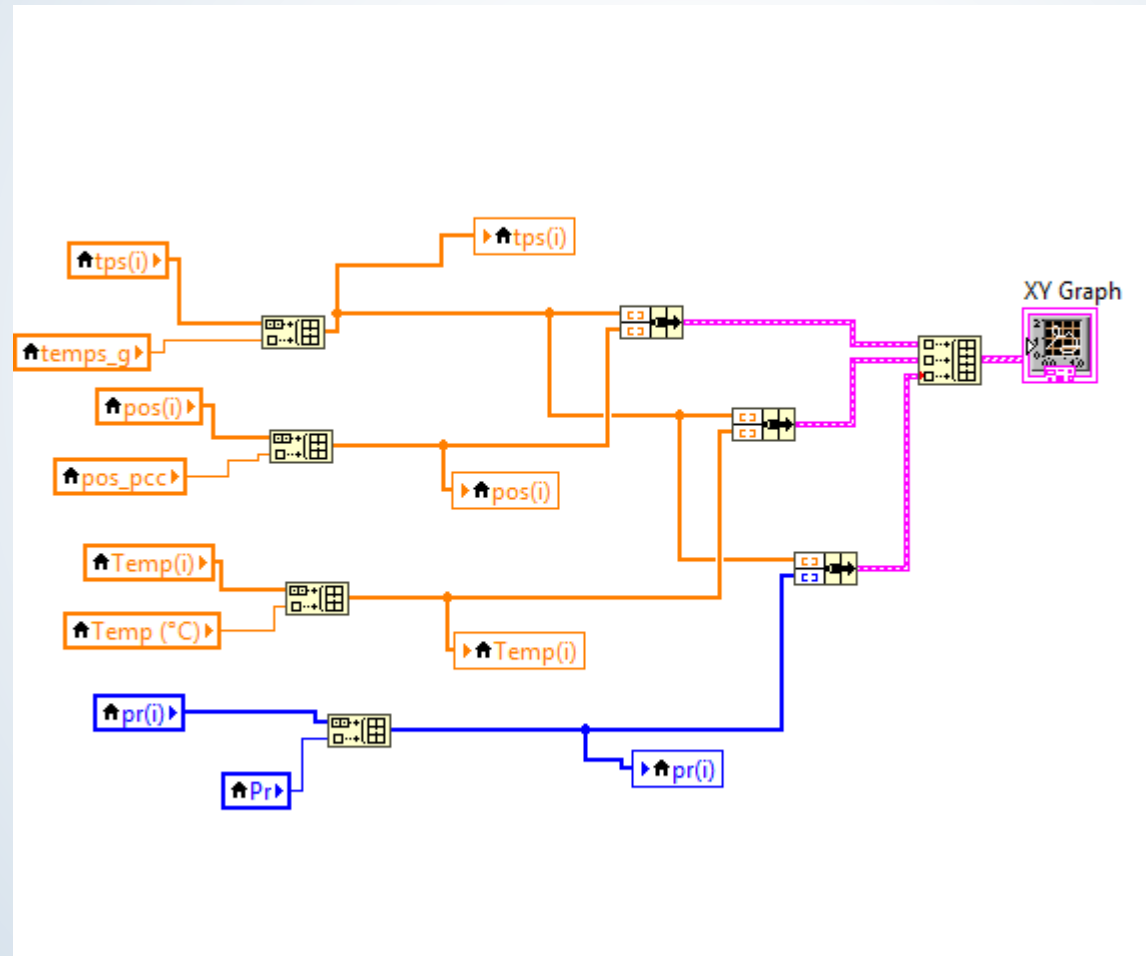 tps(i)
tps(i)
XY Graph
temps_g
pos(i)
pos_pcc
pos(i)
Temp(i)
Temp (°C)
Temp(i)
pr(i)
pr(i)
Pr